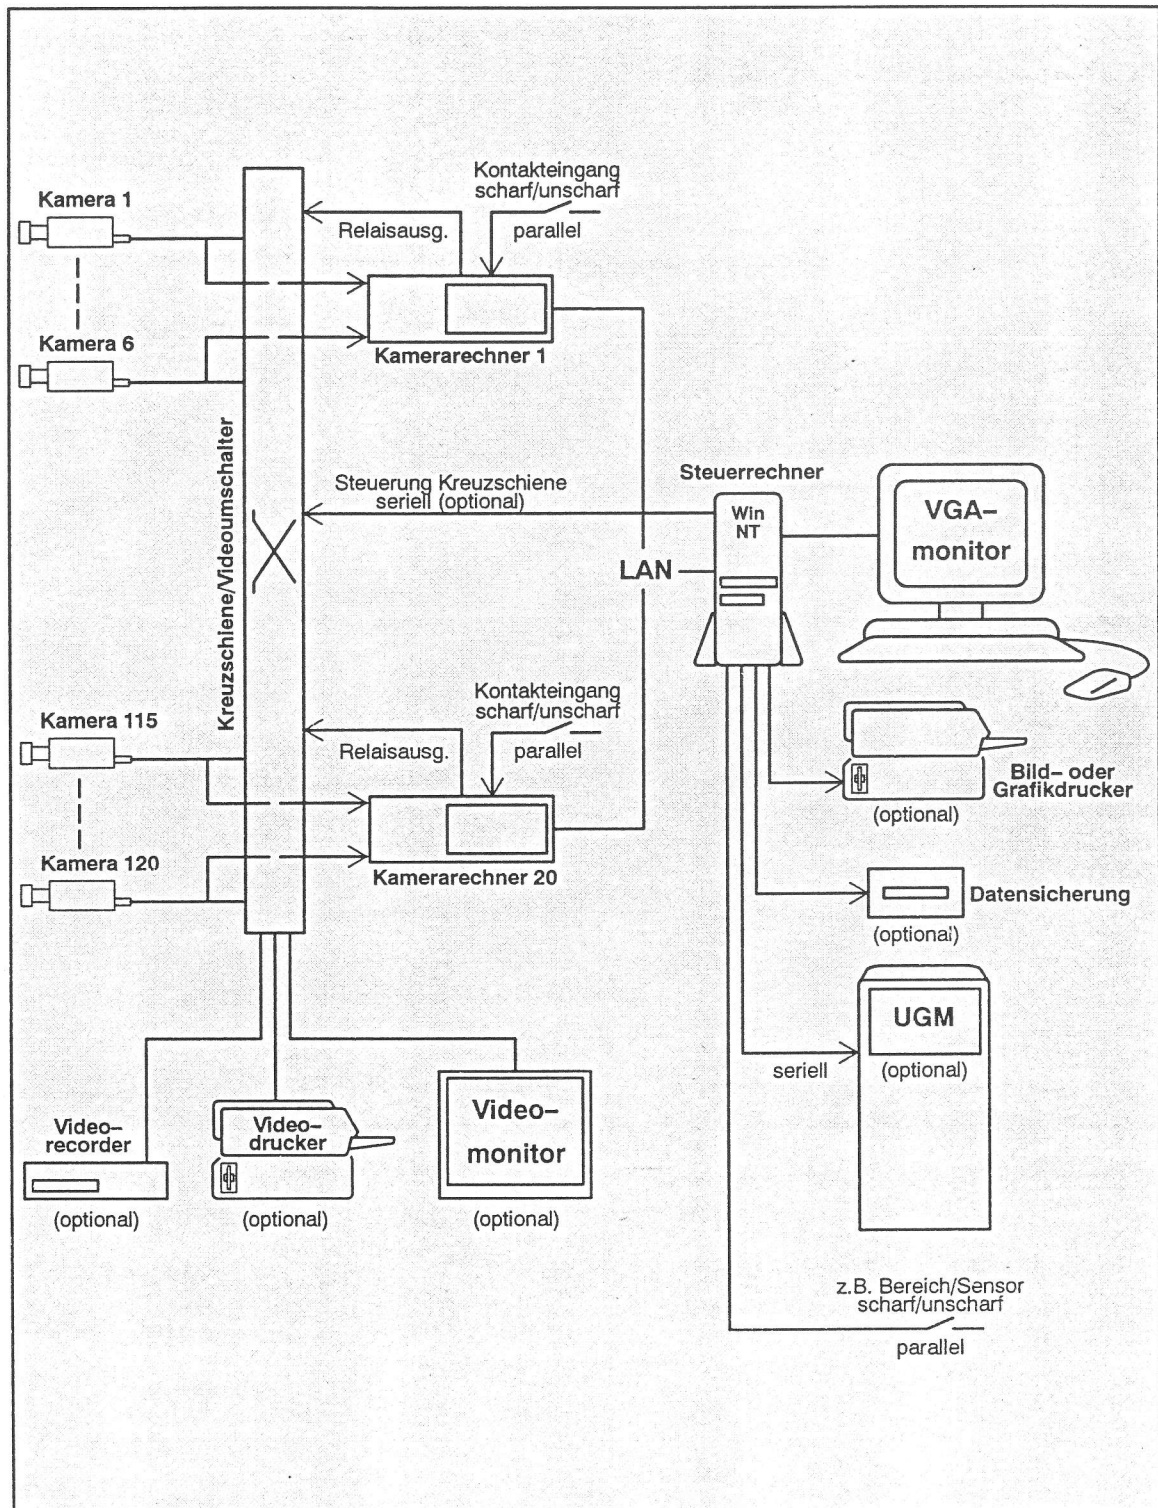 Kontakteingang
scharf/unscharf
Kamera 1
Relaisausg.
parallel
Kamera 6
Kamerarechner 1
Kreuzschiene/Videoumschalter
Steuerung Kreuzschiene
seriell (optional)
Steuerrechner
Win
NT
VGA–
monitor
LAN
Kontakteingang
scharf/unscharf
Kamera 115
Relaisausg.
parallel
Bild– oder
Grafikdrucker
(optional)
Kamera 120
Kamerarechner 20
Datensicherung
(optional)
UGM
(optional)
seriell
Video–
recorder
(optional)
Video–
drucker
(optional)
Video–
monitor
(optional)
z.B. Bereich/Sensor
scharf/unscharf
parallel